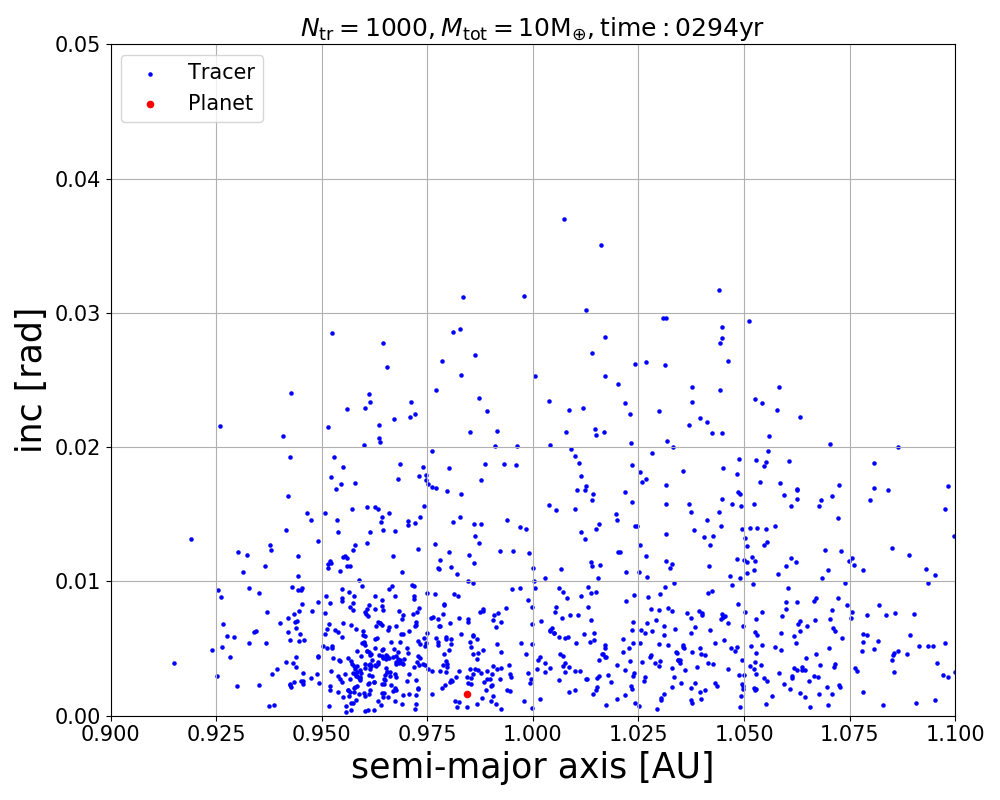 N_tr = 1000, M_tot = 10M_⊕, time : 0294yr
Tracer
Planet
0.05
0.04
0.03
0.02
0.01
0.00
inc [rad]
0.900 0.925 0.950 0.975 1.000 1.025 1.050 1.075 1.100
semi-major axis [AU]